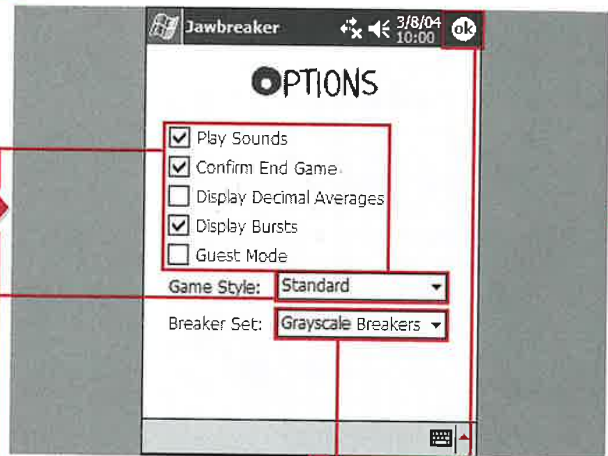 Jawbreaker
3/8/04
10:00
ok
OPTIONS
Play Sounds
Confirm End Game
Display Decimal Averages
Display Bursts
Guest Mode
Game Style: Standard
Breaker Set: Grayscale Breakers